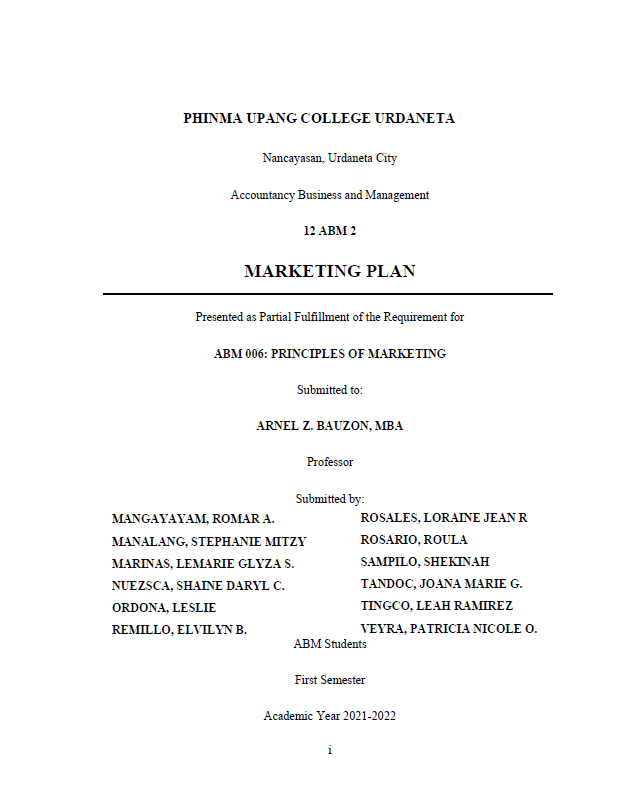 PHINMA UPANG COLLEGE URDANETA
Nancayasan, Urdaneta City
Accountancy Business and Management
12 ABM 2
MARKETING PLAN
Presented as Partial Fulfillment of the Requirement for
ABM 006: PRINCIPLES OF MARKETING
Submitted to:
ARNEL Z. BAUZON, MBA
Professor
Submitted by:
MANGAYAYAM, ROMAR A.
MANALANG, STEPHANIE MITZY
MARINAS, LEMARIE GLYZA S.
NUEZSCA, SHAINE DARYL C.
ORDONA, LESLIE
REMILLO, ELVILYN B.
ROSALES, LORAINE JEAN R
ROSARIO, ROULA
SAMPILO, SHEKINAH
TANDOC, JOANA MARIE G.
TINGCO, LEAH RAMIREZ
VEYRA, PATRICIA NICOLE O.
ABM Students
First Semester
Academic Year 2021-2022
i